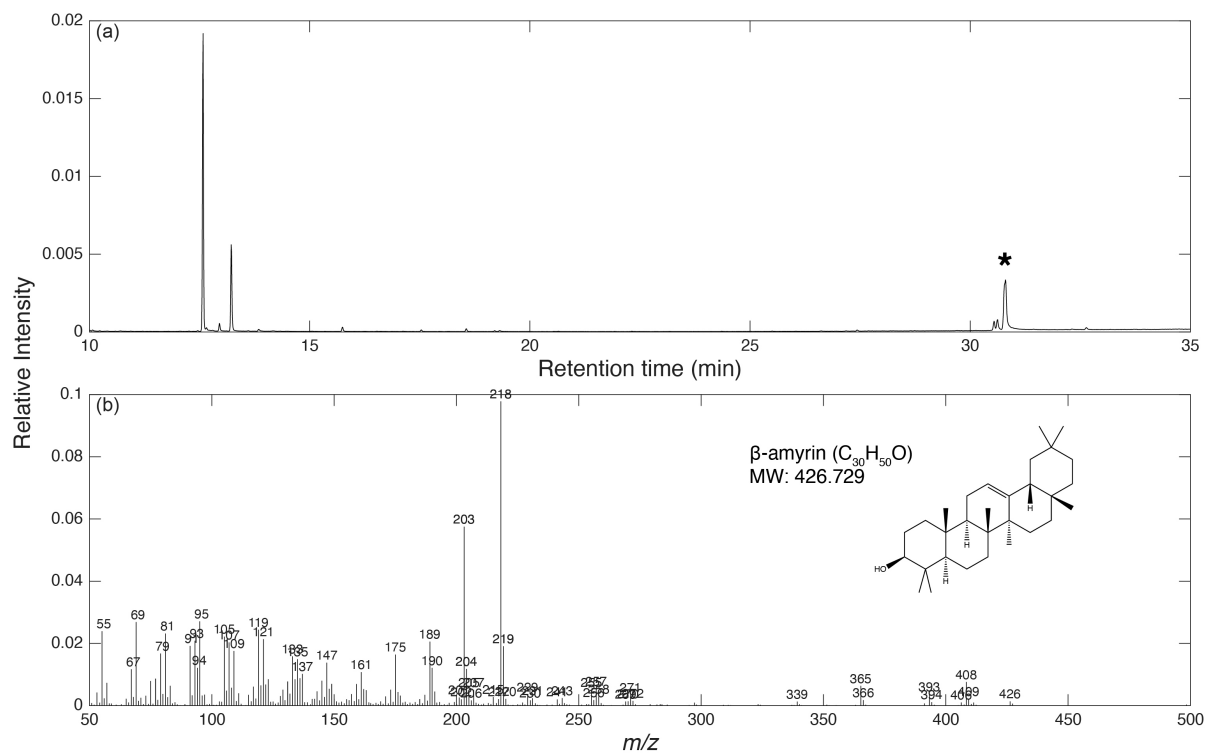 (a)
0.02
0.015
0.01
0.005
0
*
10 15 20 25 30 35
Retention time (min)
Relative Intensity
(b)
0.1
0.08
0.06
0.04
0.02
0
218
β-amyrin (C30H50O)
MW: 426.729
H
H
H
HO
203
55 69 81 95 119 189 219
67 79 91 93 94 105 107 109 121 135 137 147 161 175 190 204
339 365 366 393 394 408 409 426
241 243 257 271
50 100 150 200 250 300 350 400 450 500
m/z